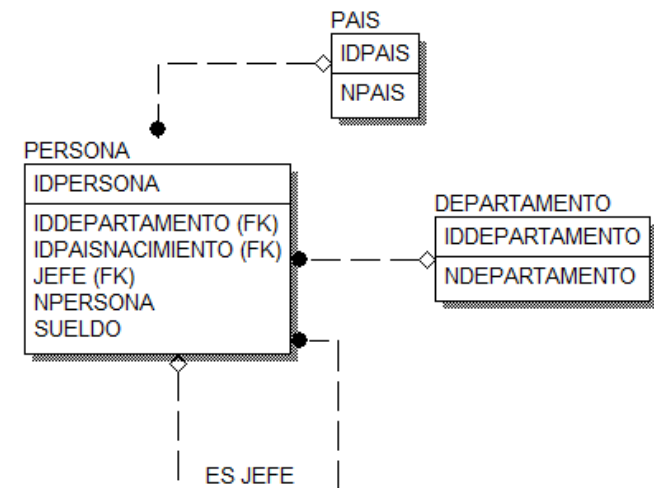 PAIS
IDPAIS
NPAIS
PERSONA
IDPERSONA
IDDEPARTAMENTO (FK)
IDPAISNACIMIENTO (FK)
JEFE (FK)
NPERSONA
SUELDO
DEPARTAMENTO
IDDEPARTAMENTO
NDEPARTAMENTO
ES JEFE